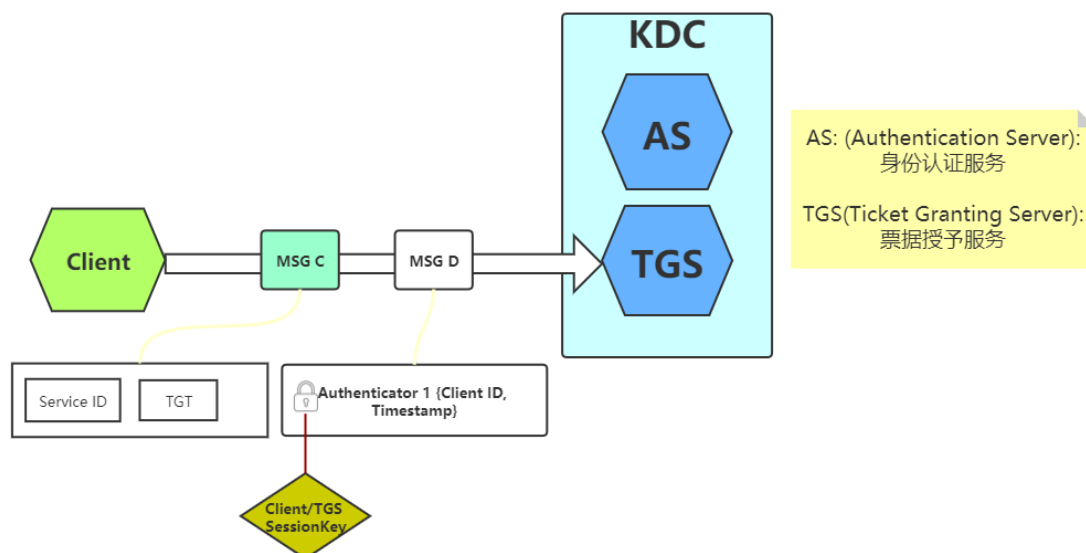 KDC
AS
AS: (Authentication Server):
身份认证服务
TGS(Ticket Granting Server):
票据授予服务
Client
MSG C
MSG D
TGS
Service ID
TGT
Authenticator 1 {Client ID,
Timestamp}
Client/TGS
SessionKey